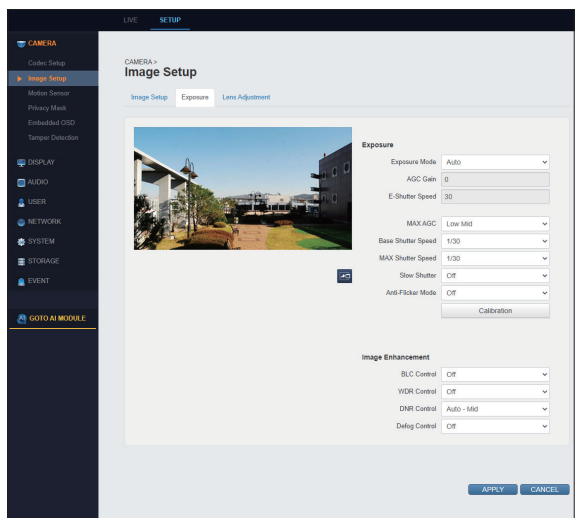 LIVE SETUP
CAMERA
Codec Setup
Image Setup
Motion Sensor
Privacy Mask
Embedded OSD
Tamper Detection
DISPLAY
AUDIO
USER
NETWORK
SYSTEM
STORAGE
EVENT
GOTO AI MODULE
CAMERA >
Image Setup
Image Setup Exposure Lens Adjustment
Exposure
Exposure Mode Auto
AGC Gain 0
E-Shutter Speed 30
MAX AGC Low Mid
Base Shutter Speed 1/30
MAX Shutter Speed 1/30
Slow Shutter Off
Anti-Flicker Mode Off
Calibration
Image Enhancement
BLC Control Off
WDR Control Off
DNR Control Auto - Mid
Defog Control Off
APPLY CANCEL